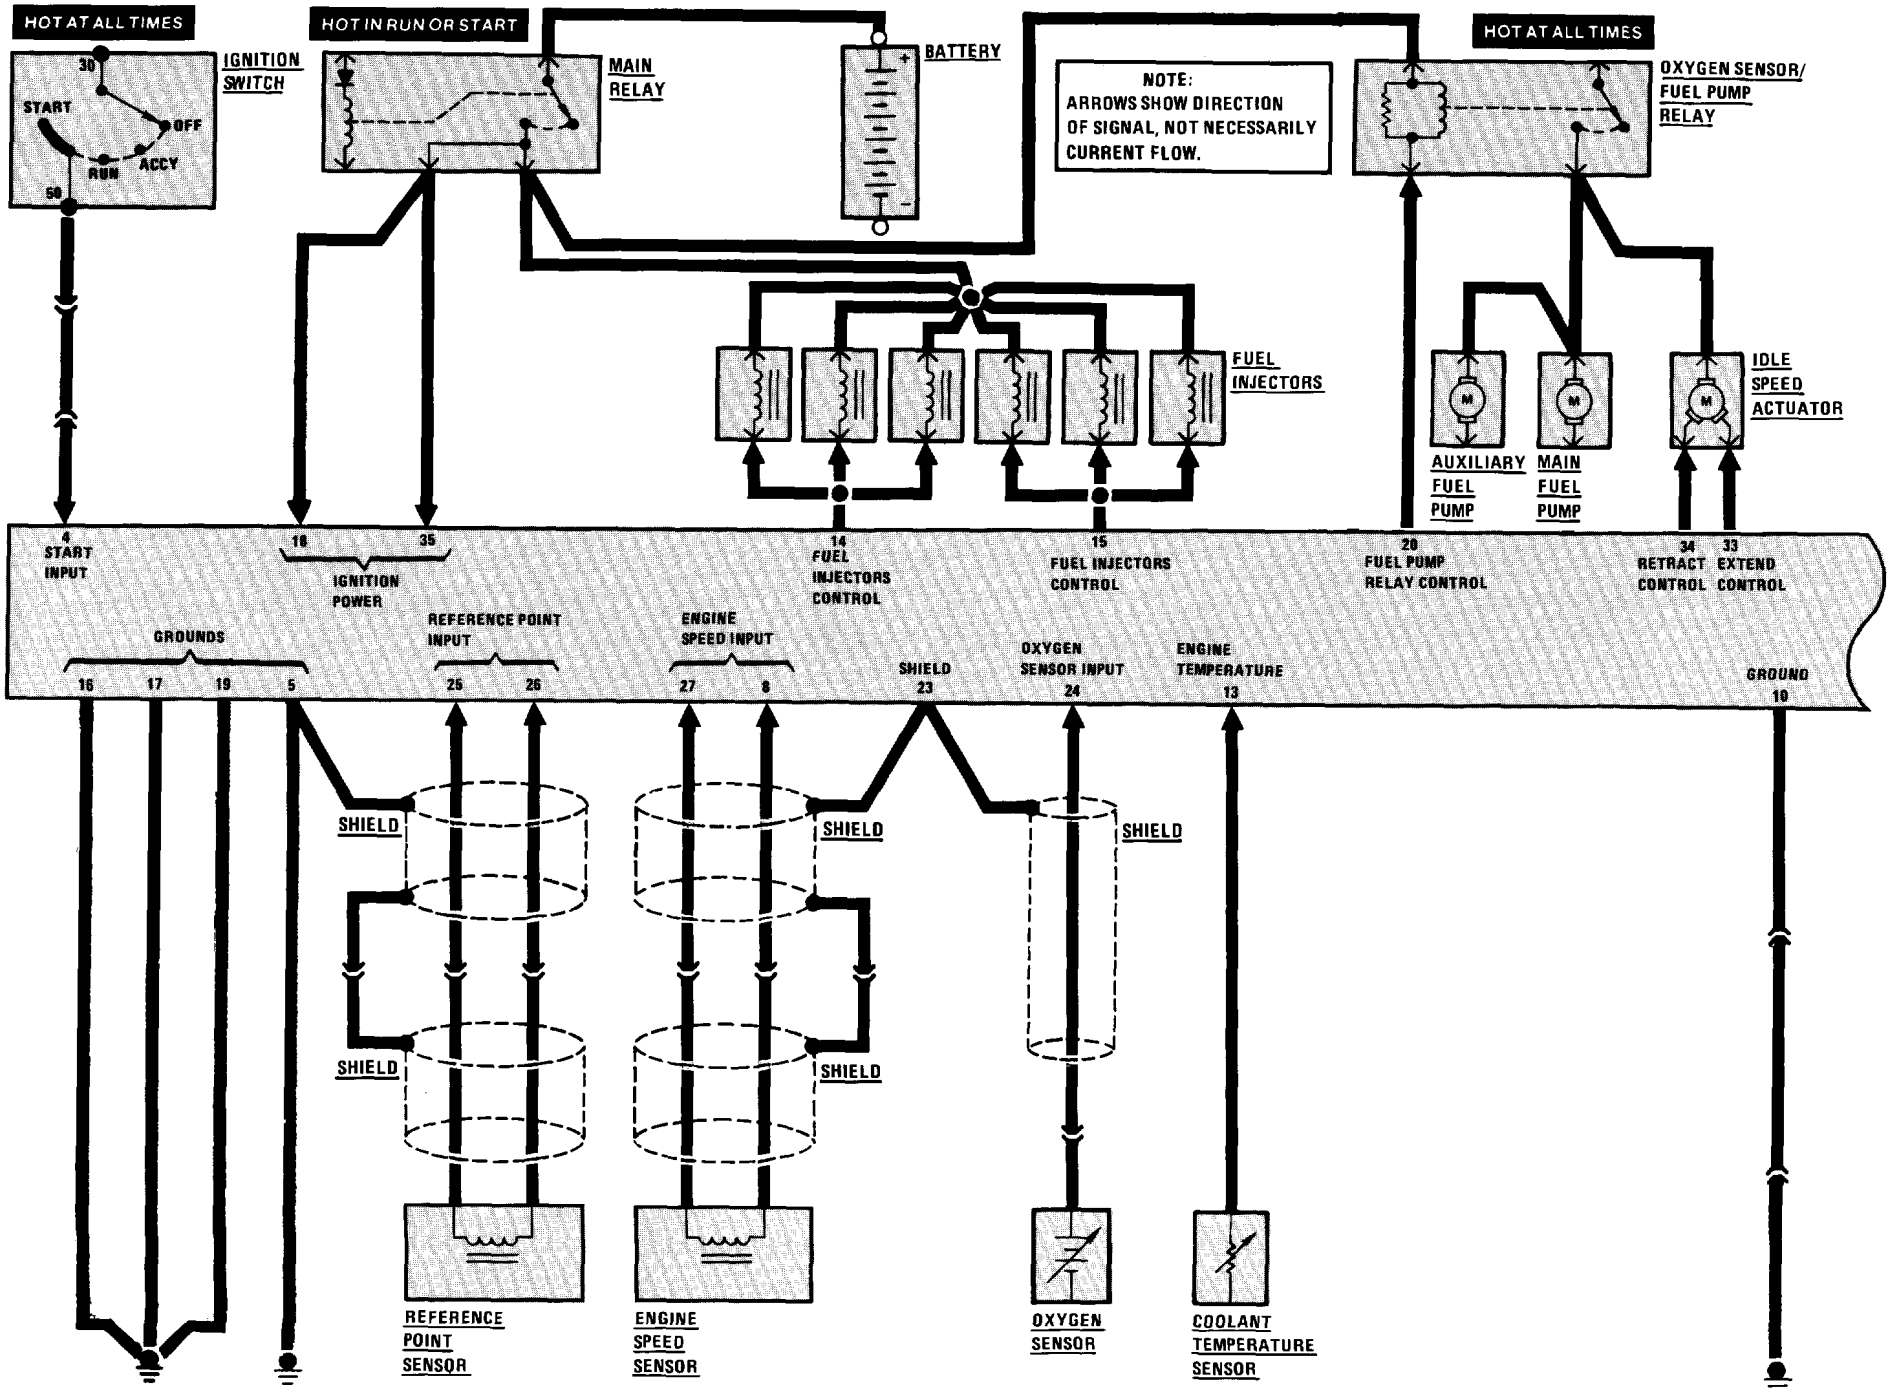 HOT AT ALL TIMES
HOT IN RUN OR START
HOT AT ALL TIMES
30
START
OFF
ACCY
RUN
50
IGNITION
SWITCH
MAIN
RELAY
+
−
BATTERY
NOTE:
ARROWS SHOW DIRECTION
OF SIGNAL, NOT NECESSARILY
CURRENT FLOW.
OXYGEN SENSOR/
FUEL PUMP
RELAY
FUEL
INJECTORS
M
M
M
AUXILIARY
FUEL
PUMP
MAIN
FUEL
PUMP
IDLE
SPEED
ACTUATOR
4
START
INPUT
18
35
IGNITION
POWER
14
FUEL
INJECTORS
CONTROL
15
FUEL INJECTORS
CONTROL
20
FUEL PUMP
RELAY CONTROL
34
RETRACT
CONTROL
33
EXTEND
CONTROL
GROUNDS
16
17
19
5
REFERENCE POINT
INPUT
25
26
ENGINE
SPEED INPUT
27
8
SHIELD
23
OXYGEN
SENSOR INPUT
24
ENGINE
TEMPERATURE
13
GROUND
10
SHIELD
SHIELD
SHIELD
SHIELD
SHIELD
REFERENCE
POINT
SENSOR
ENGINE
SPEED
SENSOR
OXYGEN
SENSOR
COOLANT
TEMPERATURE
SENSOR